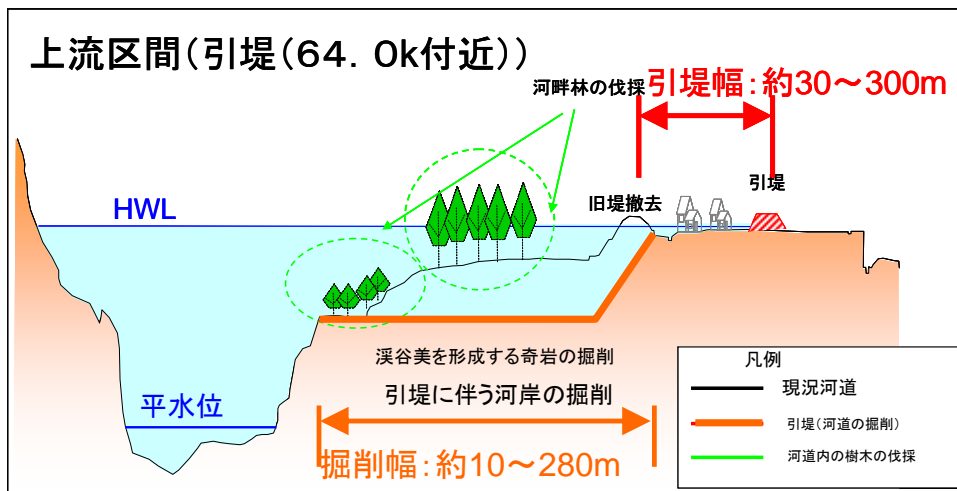 上流区間(引堤(64.0k付近))
河畔林の伐採
引堤幅:約30~300m
引堤
旧堤撤去
HWL
渓谷美を形成する奇岩の掘削
引堤に伴う河岸の掘削
平水位
掘削幅:約10~280m
凡例
現況河道
引堤(河道の掘削)
河道内の樹木の伐採